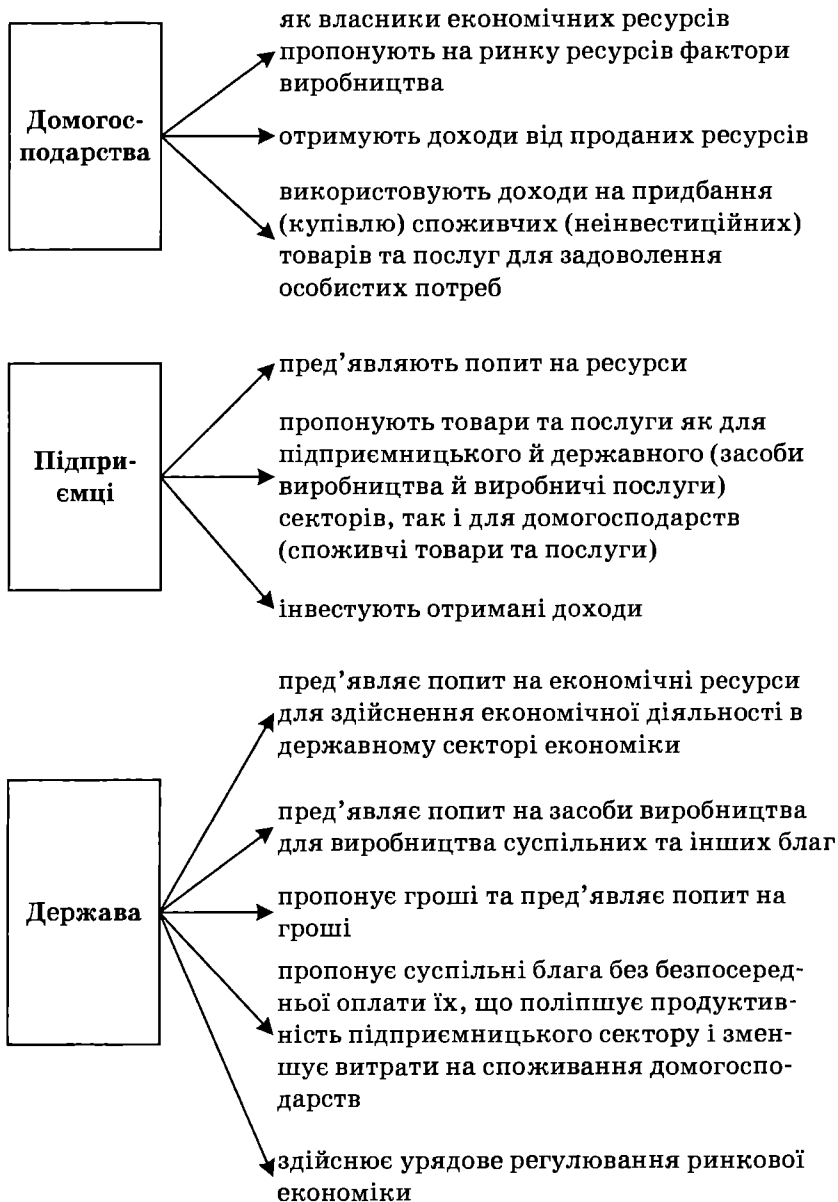 як власники економічних ресурсів
пропонують на ринку ресурсів фактори
виробництва
Домогос-
подарства
отримують доходи від проданих ресурсів
використовують доходи на придбання
(купівлю) споживчих (неінвестиційних)
товарів та послуг для задоволення
особистих потреб
Підпри-
ємці
пред’являють попит на ресурси
пропонують товари та послуги як для
підприємницького й державного (засоби
виробництва й виробничі послуги)
секторів, так і для домогосподарств
(споживчі товари та послуги)
інвестують отримані доходи
Держава
пред’являє попит на економічні ресурси
для здійснення економічної діяльності в
державному секторі економіки
пред’являє попит на засоби виробництва
для виробництва суспільних та інших благ
пропонує гроші та пред’являє попит на
гроші
пропонує суспільні блага без безпосеред-
ньої оплати їх, що поліпшує продуктив-
ність підприємницького сектору і змен-
шує витрати на споживання домогоспо-
дарств
здійснює урядове регулювання ринкової
економіки